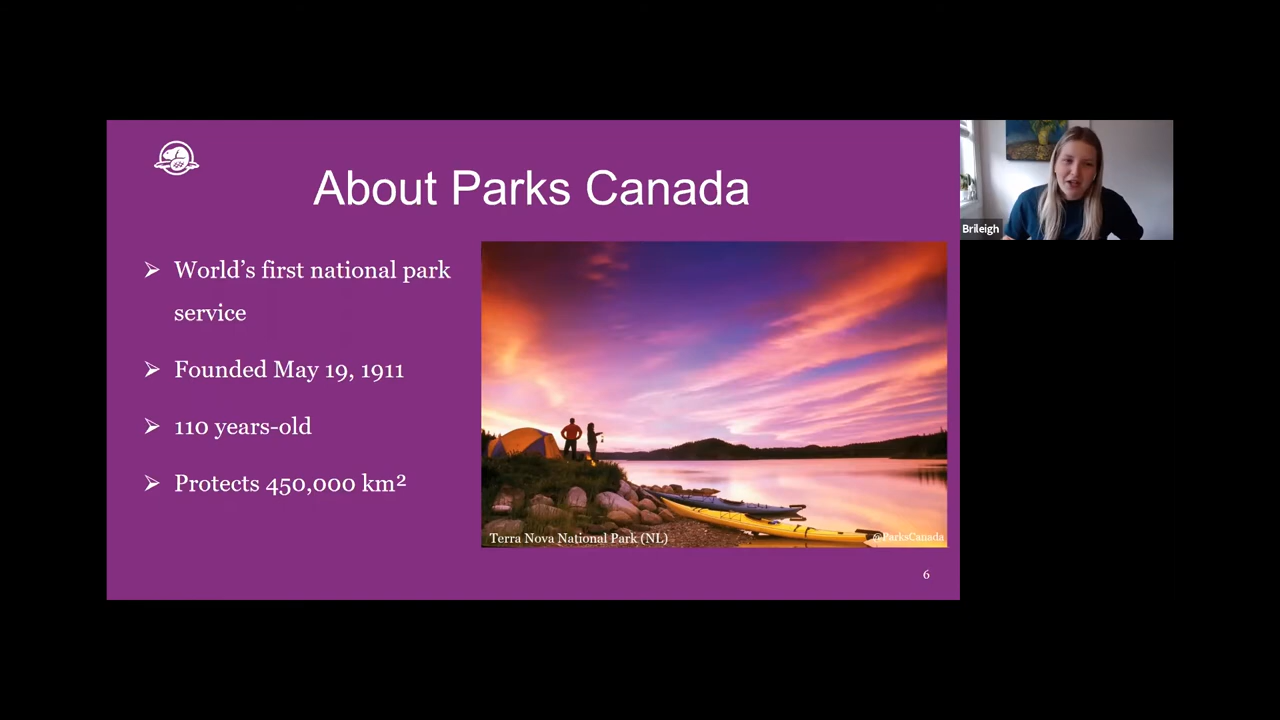 About Parks Canada
➢ World’s first national park
service
➢ Founded May 19, 1911
➢ 110 years-old
➢ Protects 450,000 km²
Terra Nova National Park (NL)
@ParksCanada
6
Brileigh